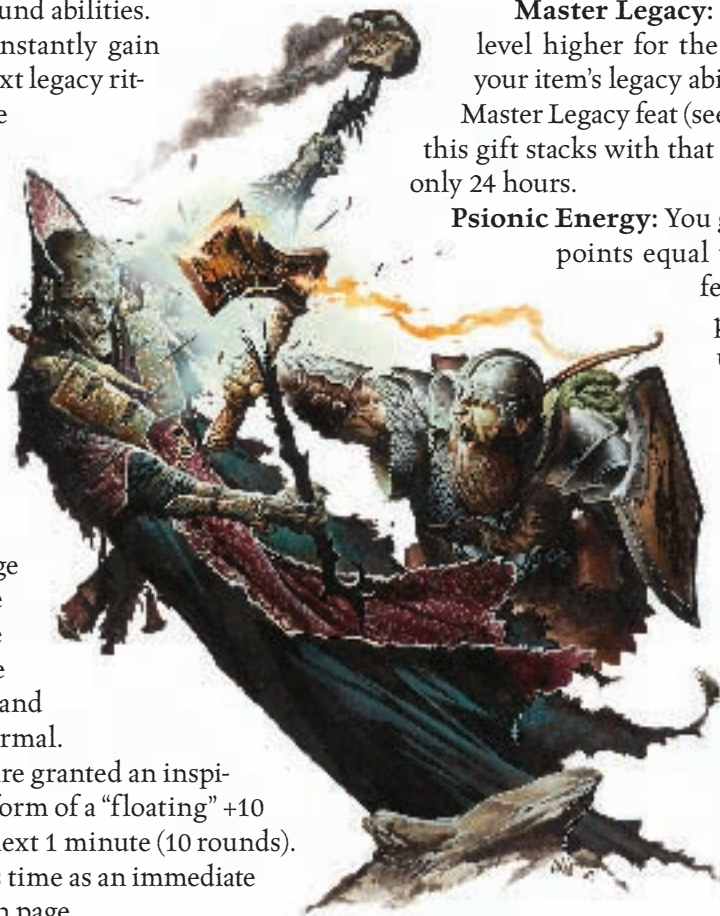 und abilities.
nstantly gain
xt legacy rit-
e
ge
e
e
e
and
rmal.
re granted an inspi-
orm of a "floating" +10
ext 1 minute (10 rounds).
s time as an immediate
n page
Master Legacy:
level higher for the
your item's legacy abi
Master Legacy feat (see
this gift stacks with that
only 24 hours.
Psionic Energy: You g
points equal
fe